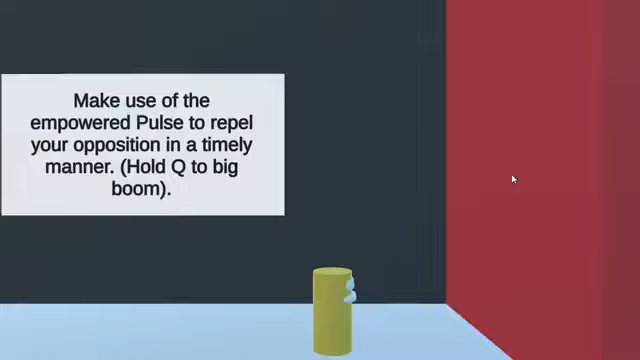 Make use of the
empowered Pulse to repel
your opposition in a timely
manner. (Hold Q to big
boom).